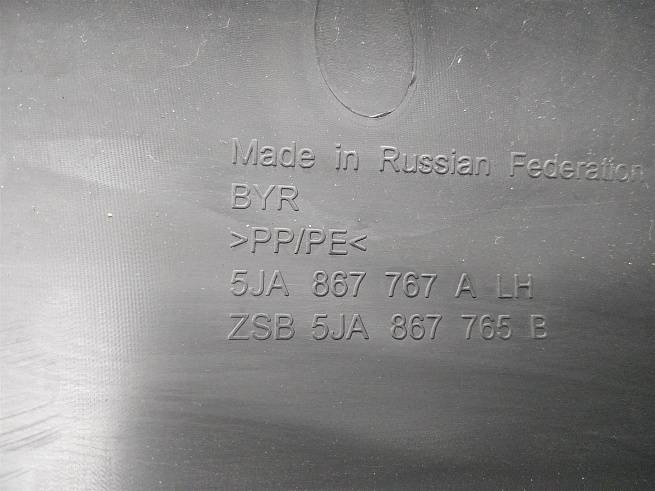 Made in Russian Federation
BYR
>PP/PE<
5JA 867 767 A LH
ZSB 5JA 867 765 B